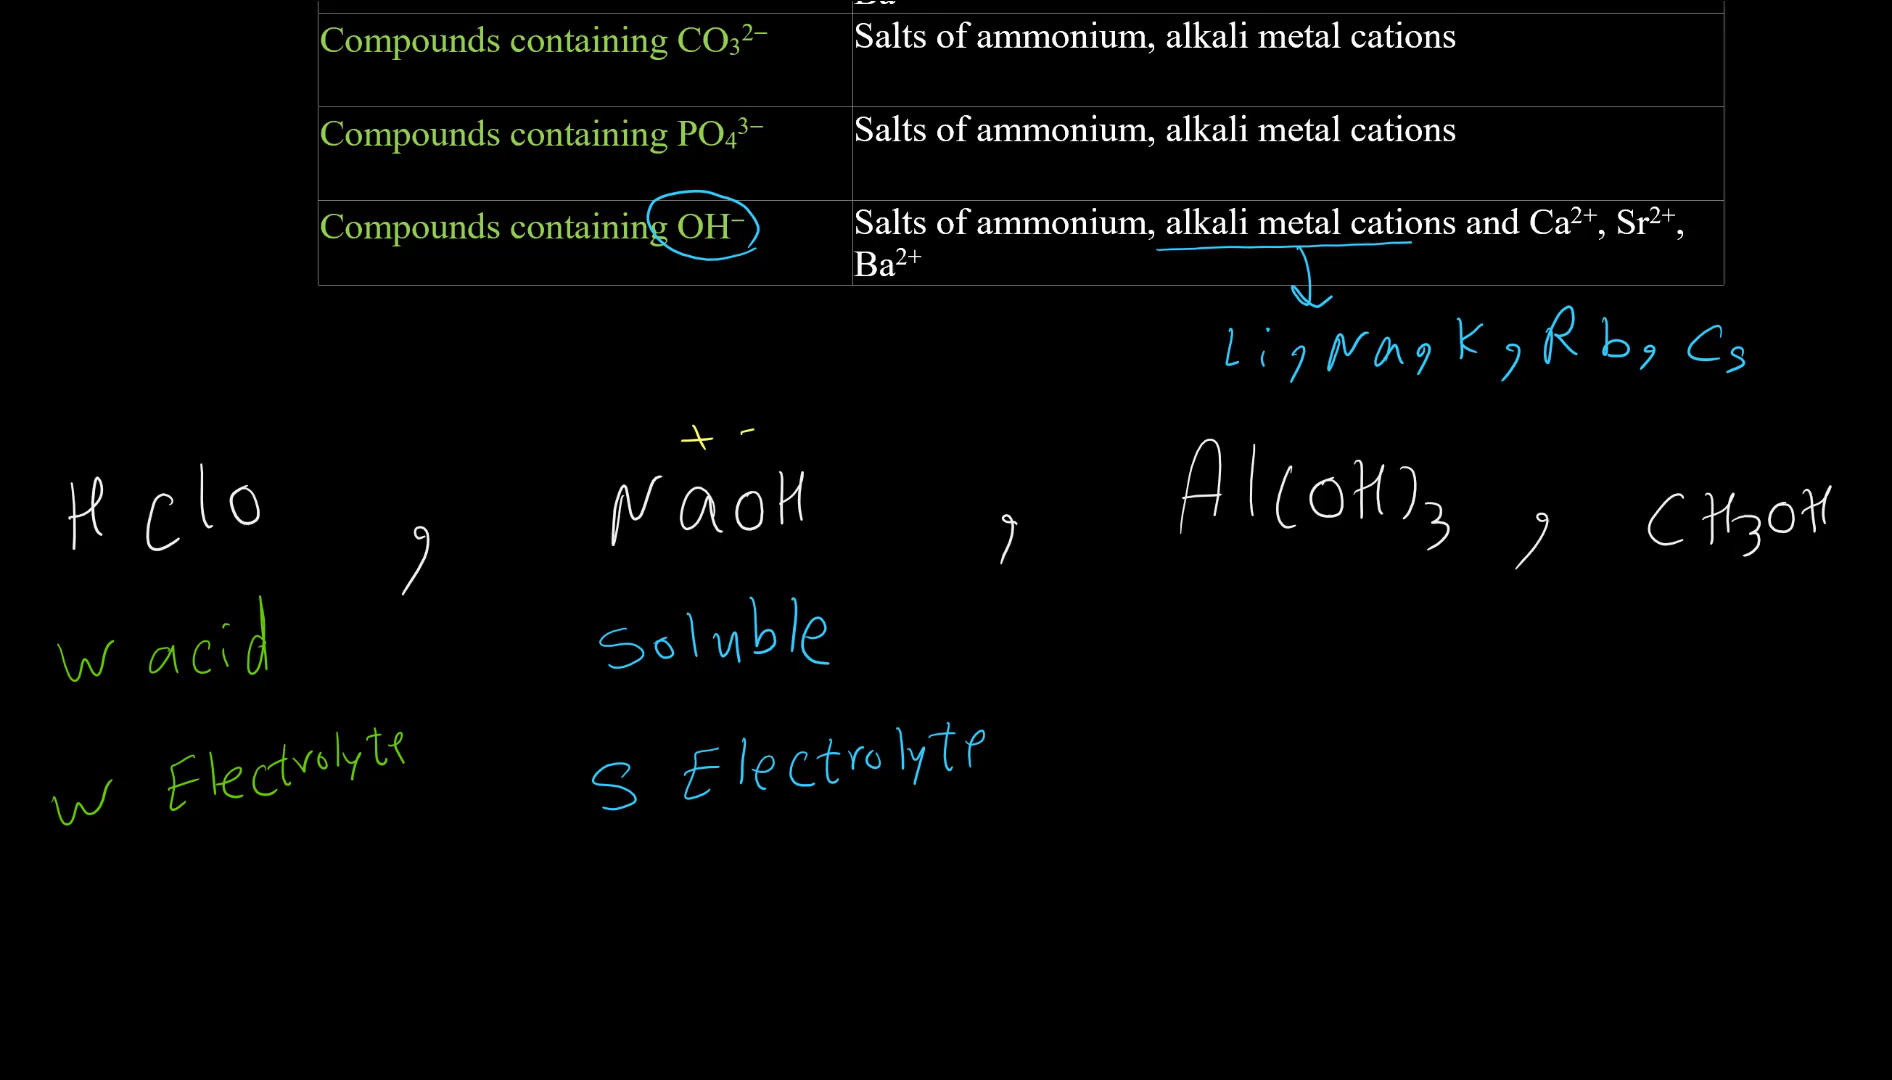 Compounds containing CO₃²⁻ Salts of ammonium, alkali metal cations
Compounds containing PO₄³⁻ Salts of ammonium, alkali metal cations
Compounds containing OH⁻ Salts of ammonium, alkali metal cations and Ca²⁺, Sr²⁺,
Ba²⁺
Li, Na, K, Rb, Cs
+ -
HClO , NaOH , Al(OH)₃ , CH₃OH
w acid Soluble
w Electrolyte S Electrolyte